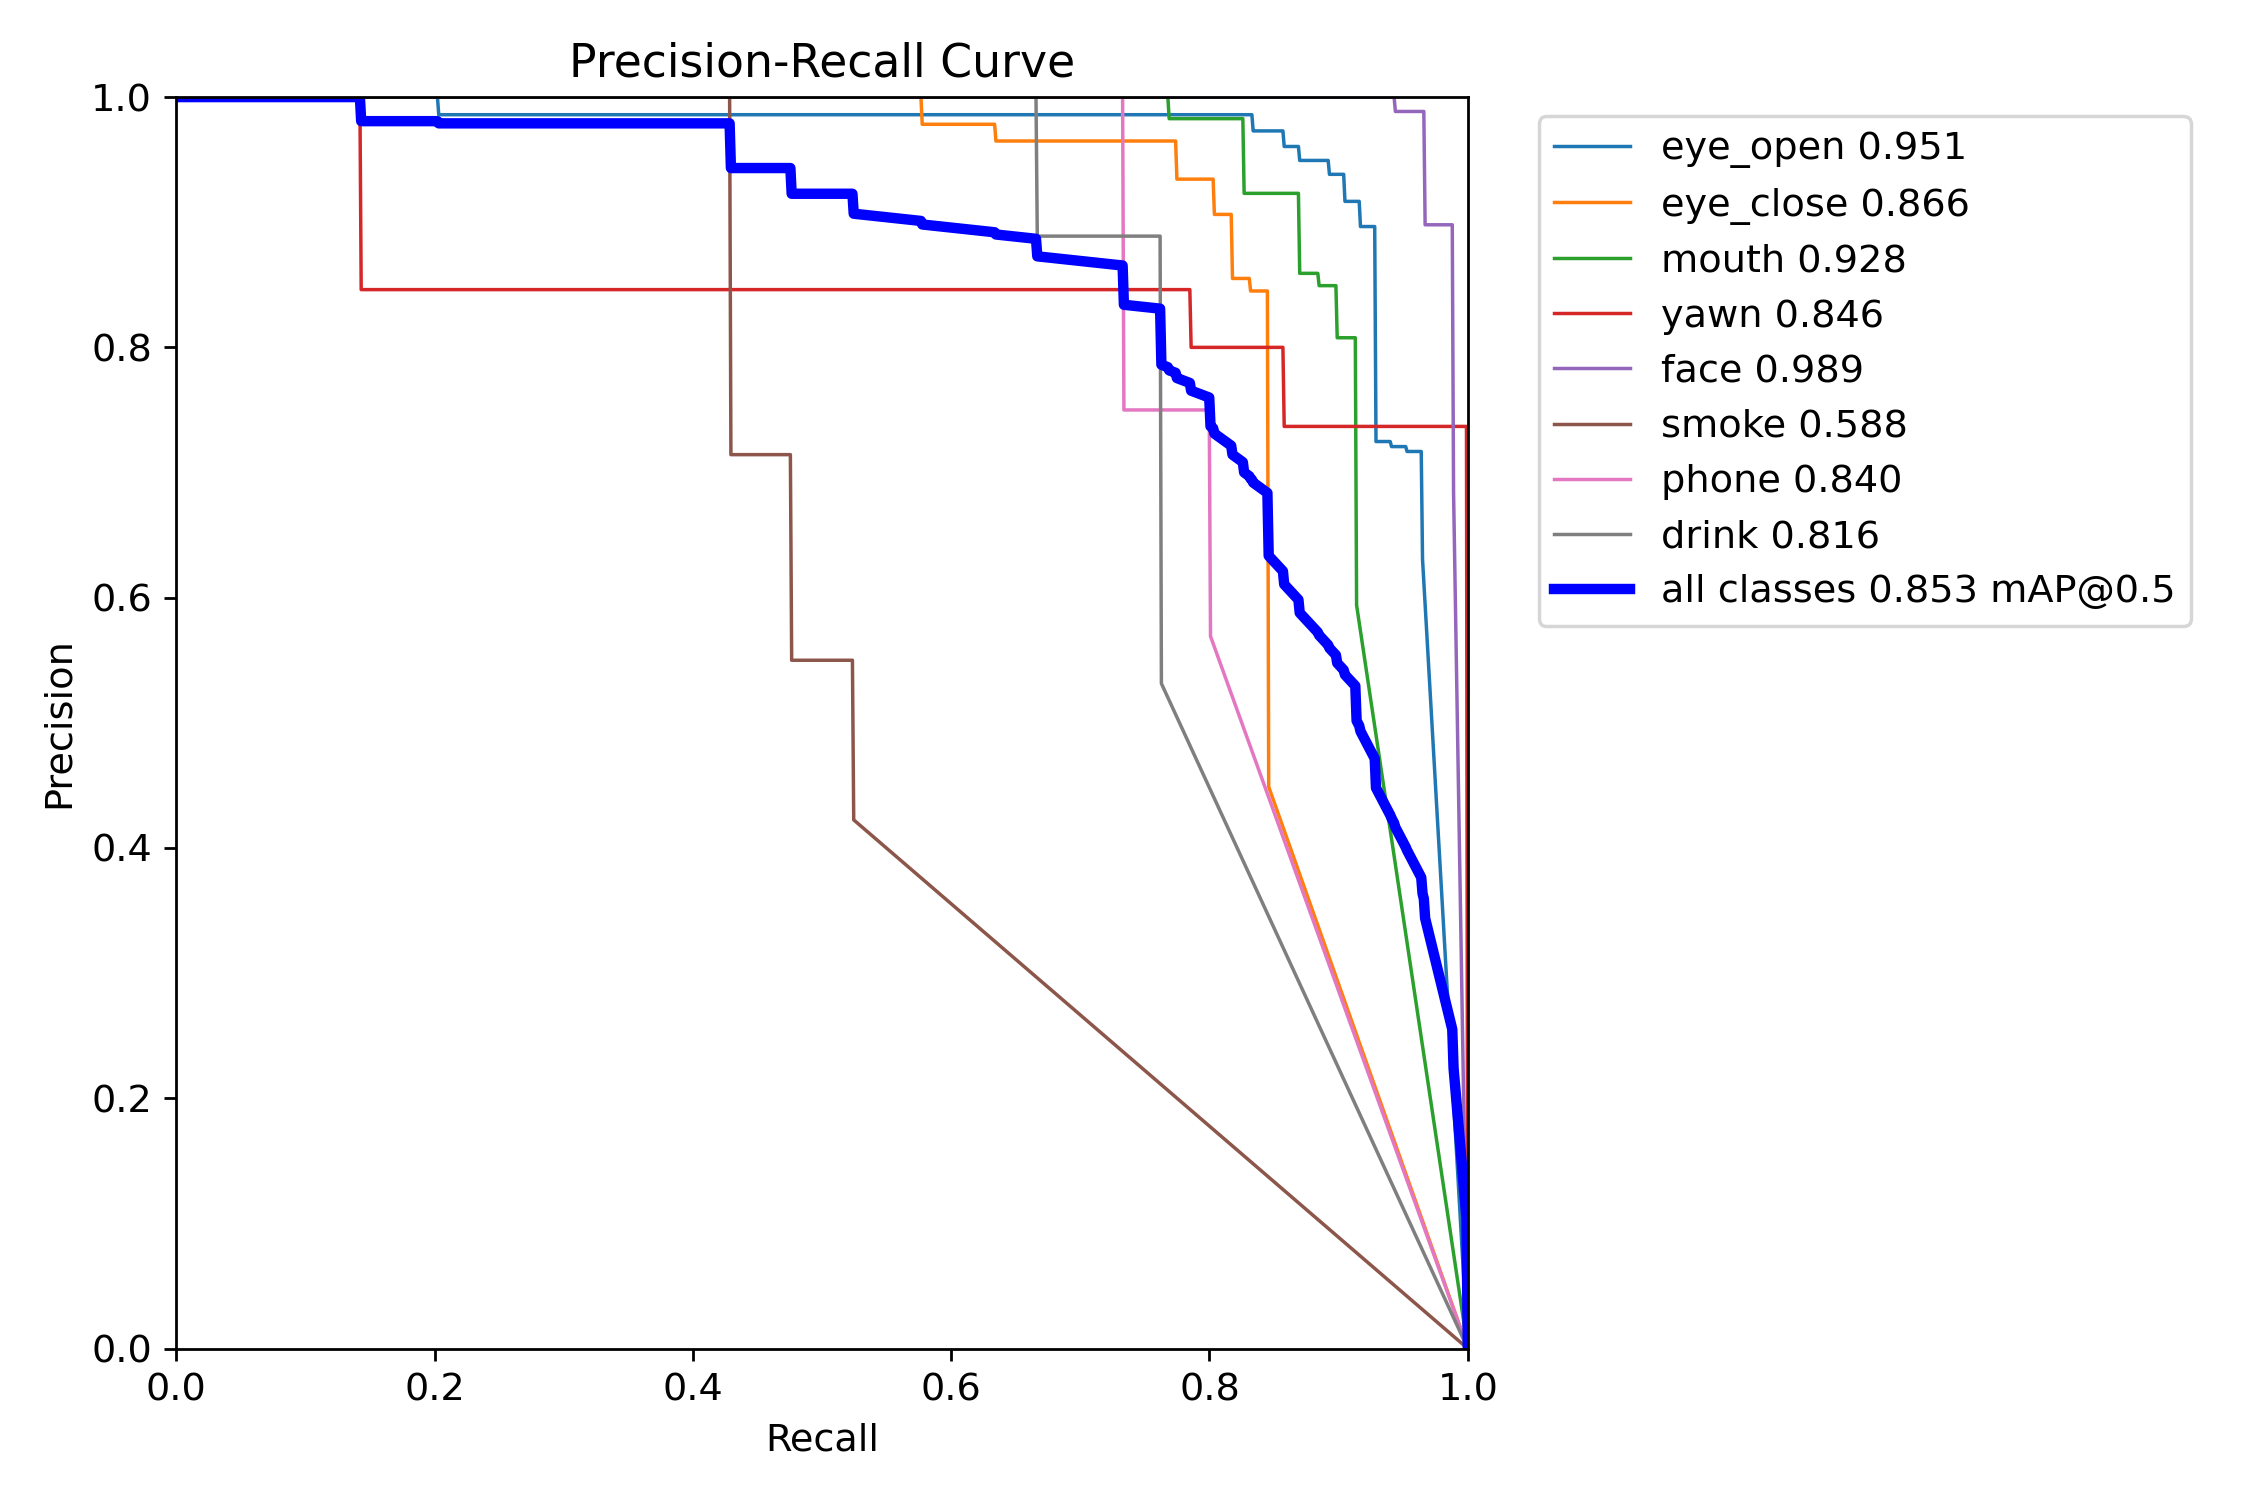 Precision-Recall Curve
1.0
0.8
0.6
0.4
0.2
0.0
Precision
0.0 0.2 0.4 0.6 0.8 1.0
Recall
eye_open 0.951
eye_close 0.866
mouth 0.928
yawn 0.846
face 0.989
smoke 0.588
phone 0.840
drink 0.816
all classes 0.853 mAP@0.5